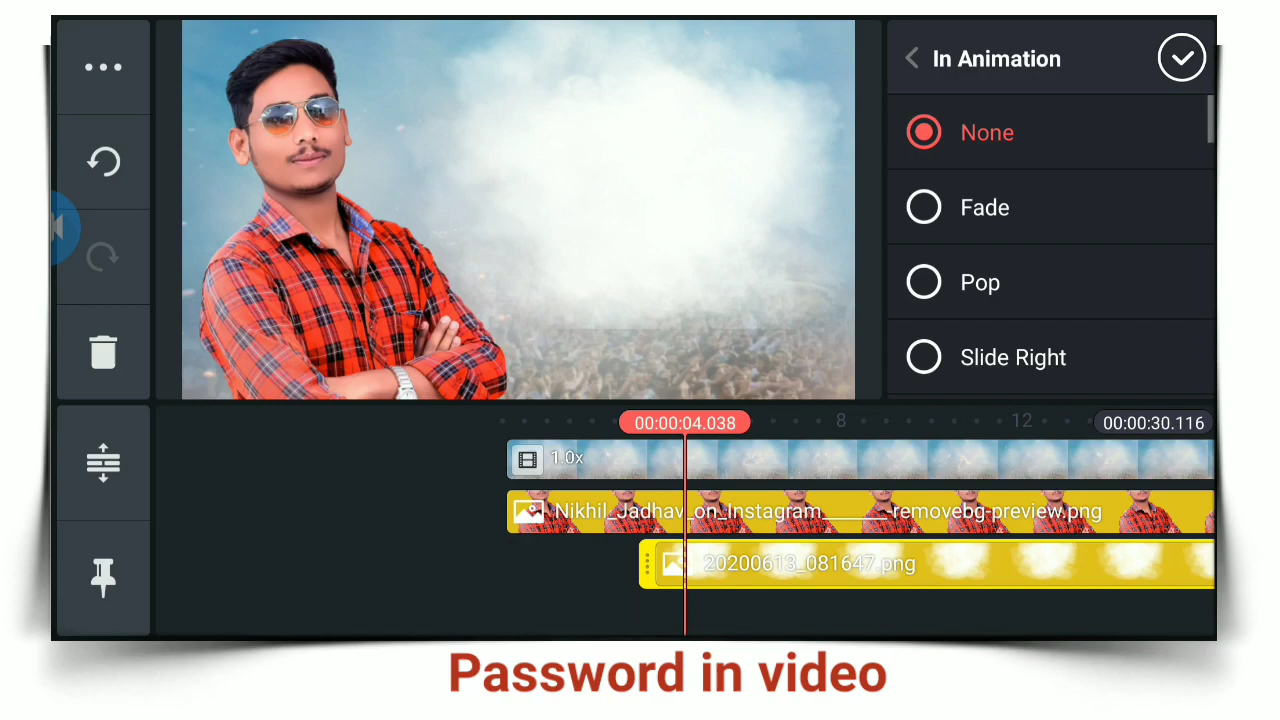 In Animation
None
Fade
Pop
Slide Right
00:00:04.038
8
12
00:00:30.116
1.0x
Nikhil_Jadhav_on_Instagram______-removebg-preview.png
20200613_081647.png
Password in video